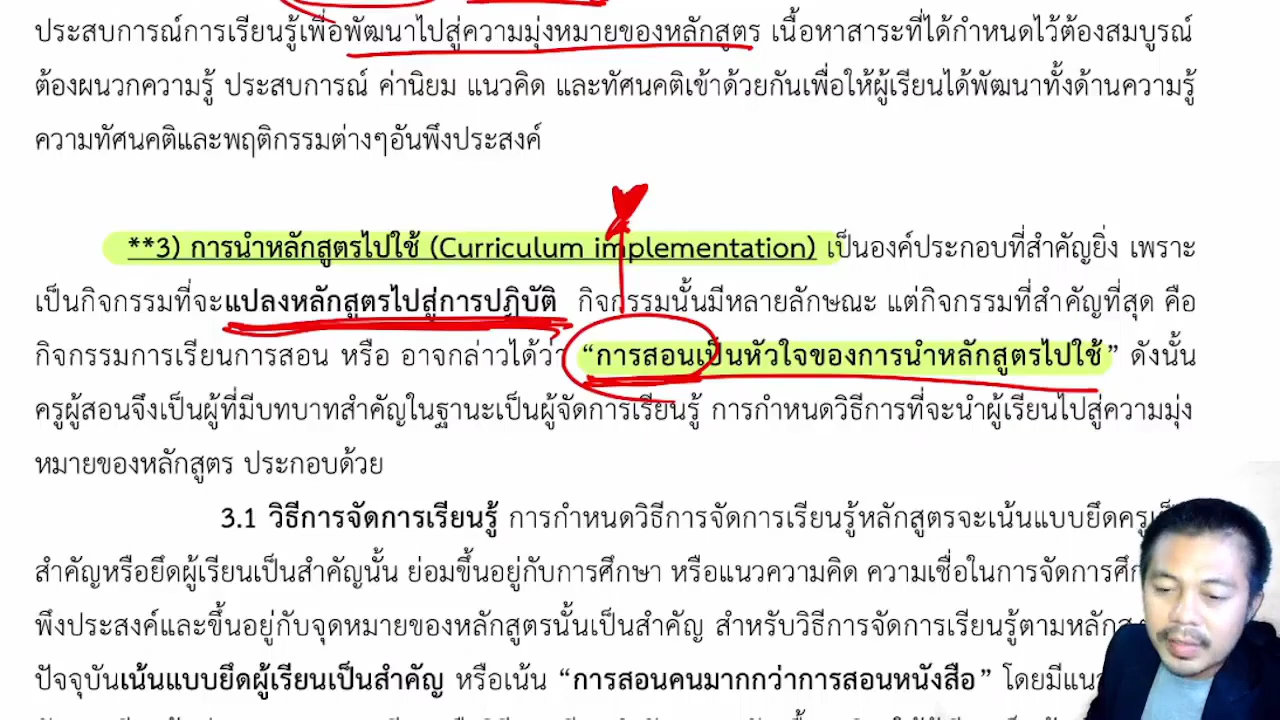 ประสบการณ์การเรียนรู้เพื่อพัฒนาไปสู่ความมุ่งหมายของหลักสูตร เนื้อหาสาระที่ได้กำหนดไว้ต้องสมบูรณ์
ต้องผนวกความรู้ ประสบการณ์ ค่านิยม แนวคิด และทัศนคติเข้าด้วยกันเพื่อให้ผู้เรียนได้พัฒนาทั้งด้านความรู้
ความทัศนคติและพฤติกรรมต่างๆอันพึงประสงค์
**3) การนำหลักสูตรไปใช้ (Curriculum implementation) เป็นองค์ประกอบที่สำคัญยิ่ง เพราะ
เป็นกิจกรรมที่จะแปลงหลักสูตรไปสู่การปฏิบัติ กิจกรรมนั้นมีหลายลักษณะ แต่กิจกรรมที่สำคัญที่สุด คือ
กิจกรรมการเรียนการสอน หรือ อาจกล่าวได้ว่า “การสอนเป็นหัวใจของการนำหลักสูตรไปใช้” ดังนั้น
ครูผู้สอนจึงเป็นผู้ที่มีบทบาทสำคัญในฐานะเป็นผู้จัดการเรียนรู้ การกำหนดวิธีการที่จะนำผู้เรียนไปสู่ความมุ่ง
หมายของหลักสูตร ประกอบด้วย
3.1 วิธีการจัดการเรียนรู้ การกำหนดวิธีการจัดการเรียนรู้หลักสูตรจะเน้นแบบยึดครู
สำคัญหรือยึดผู้เรียนเป็นสำคัญนั้น ย่อมขึ้นอยู่กับการศึกษา หรือแนวความคิด ความเชื่อในการจัดการ
พึงประสงค์และขึ้นอยู่กับจุดหมายของหลักสูตรนั้นเป็นสำคัญ สำหรับวิธีการจัดการเรียนรู้ตาม
ปัจจุบันเน้นแบบยึดผู้เรียนเป็นสำคัญ หรือเน้น “การสอนคนมากกว่าการสอนหนังสือ” โดยมี